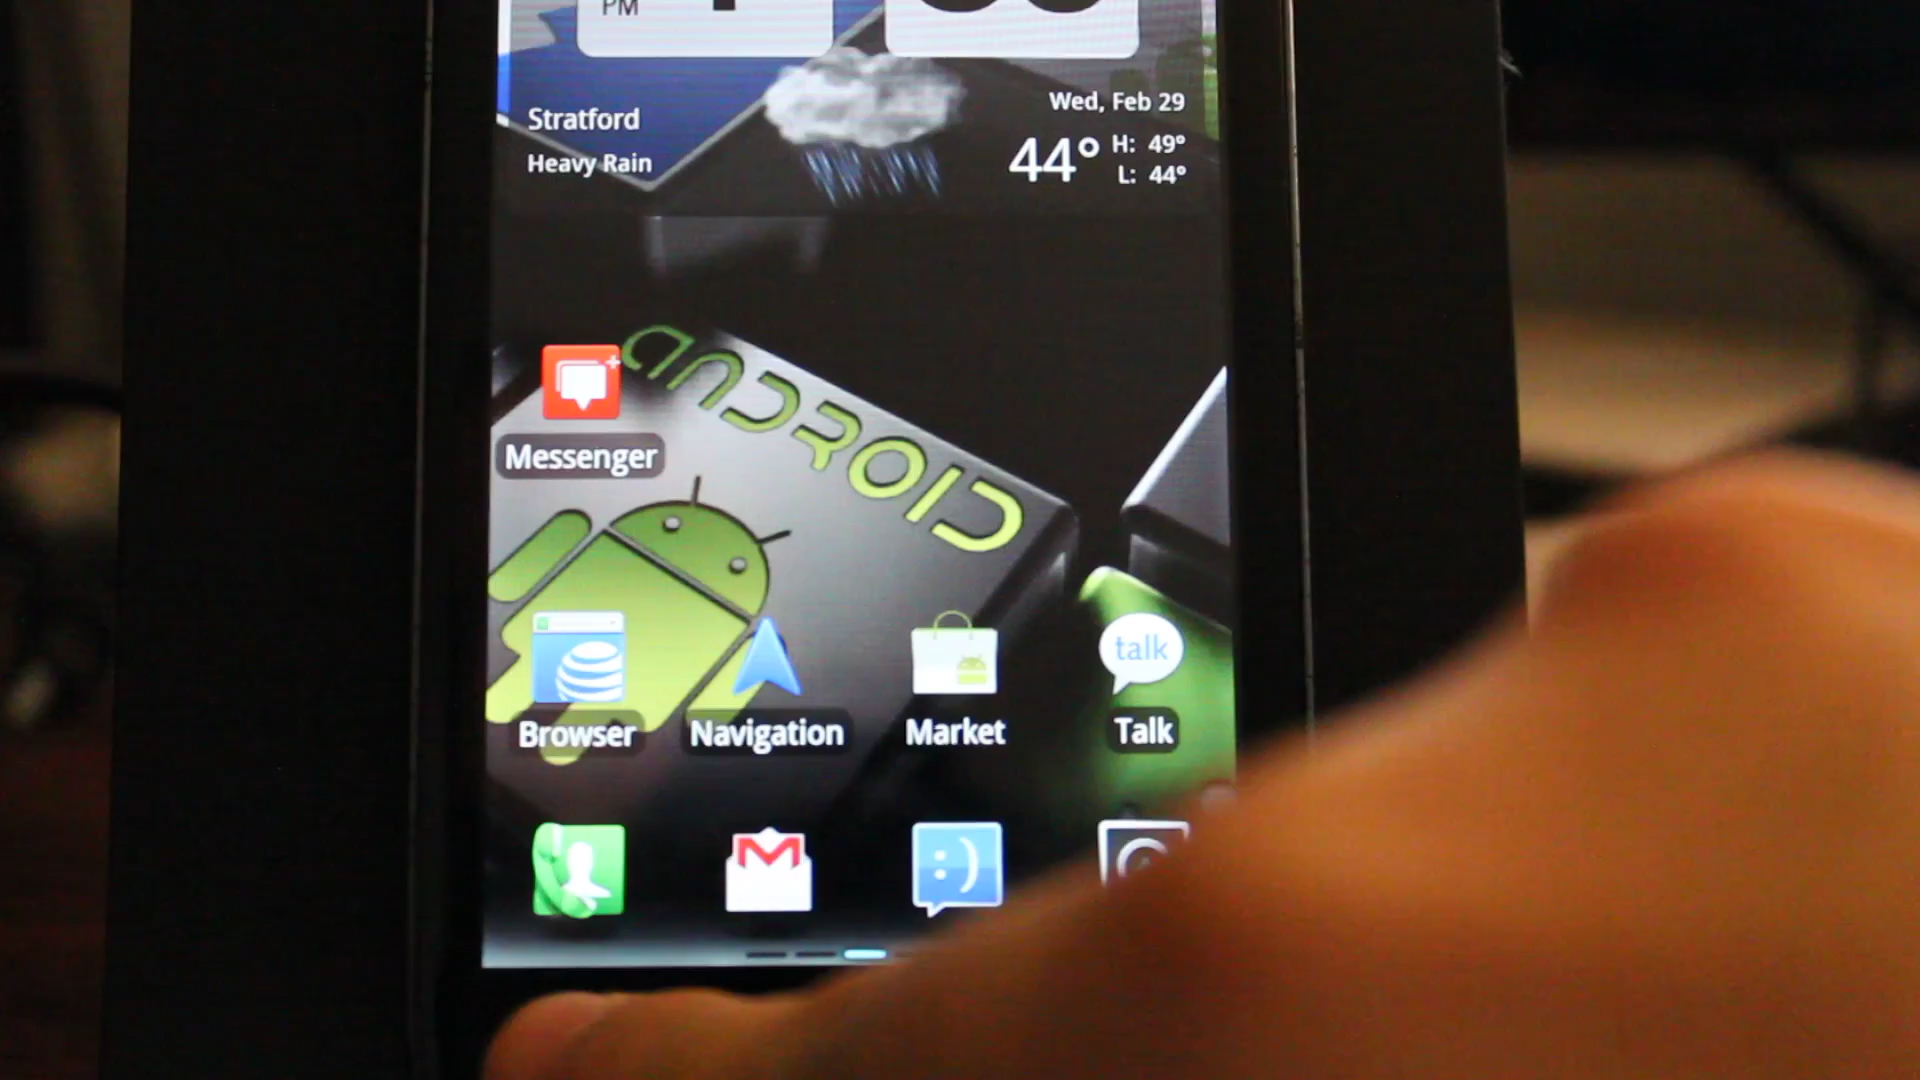 PM
Stratford
Heavy Rain
Wed, Feb 29
44°
H: 49°
L: 44°
ANDROID
Messenger
talk
Browser
Navigation
Market
Talk
:)